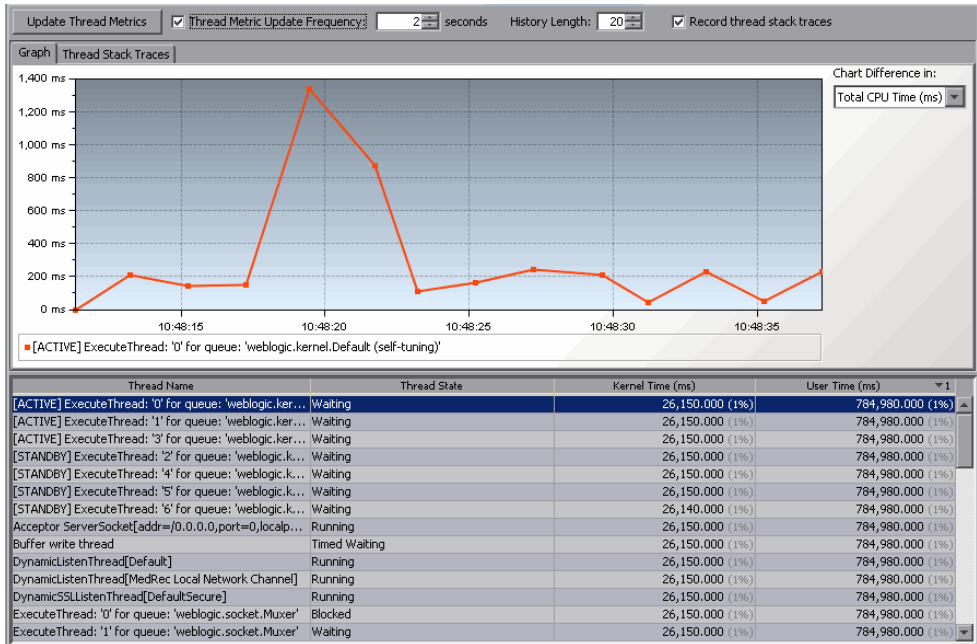 Update Thread Metrics Thread Metric Update Frequency: 2 seconds History Length: 20 Record thread stack traces
Graph Thread Stack Traces
Chart Difference in:
Total CPU Time (ms)
1,400 ms
1,200 ms
1,000 ms
800 ms
600 ms
400 ms
200 ms
0 ms
10:48:15 10:48:20 10:48:25 10:48:30 10:48:35
[ACTIVE] ExecuteThread: '0' for queue: 'weblogic.kernel.Default (self-tuning)'
Thread Name Thread State Kernel Time (ms) User Time (ms) 1
[ACTIVE] ExecuteThread: '0' for queue: 'weblogic.ker... Waiting 26,150.000 (1%) 784,980.000 (1%)
[ACTIVE] ExecuteThread: '1' for queue: 'weblogic.ker... Waiting 26,150.000 (1%) 784,980.000 (1%)
[ACTIVE] ExecuteThread: '3' for queue: 'weblogic.ker... Waiting 26,150.000 (1%) 784,980.000 (1%)
[STANDBY] ExecuteThread: '2' for queue: 'weblogic.k... Waiting 26,150.000 (1%) 784,980.000 (1%)
[STANDBY] ExecuteThread: '4' for queue: 'weblogic.k... Waiting 26,150.000 (1%) 784,980.000 (1%)
[STANDBY] ExecuteThread: '5' for queue: 'weblogic.k... Waiting 26,150.000 (1%) 784,980.000 (1%)
[STANDBY] ExecuteThread: '6' for queue: 'weblogic.k... Waiting 26,140.000 (1%) 784,980.000 (1%)
Acceptor ServerSocket[addr=/0.0.0.0,port=0,localp... Running 26,150.000 (1%) 784,980.000 (1%)
Buffer write thread Timed Waiting 26,150.000 (1%) 784,980.000 (1%)
DynamicListenThread[Default] Running 26,150.000 (1%) 784,980.000 (1%)
DynamicListenThread[MedRec Local Network Channel] Running 26,150.000 (1%) 784,980.000 (1%)
DynamicSSLListenThread[DefaultSecure] Running 26,150.000 (1%) 784,980.000 (1%)
ExecuteThread: '0' for queue: 'weblogic.socket.Muxer' Blocked 26,150.000 (1%) 784,980.000 (1%)
ExecuteThread: '1' for queue: 'weblogic.socket.Muxer' Waiting 26,150.000 (1%) 784,980.000 (1%)